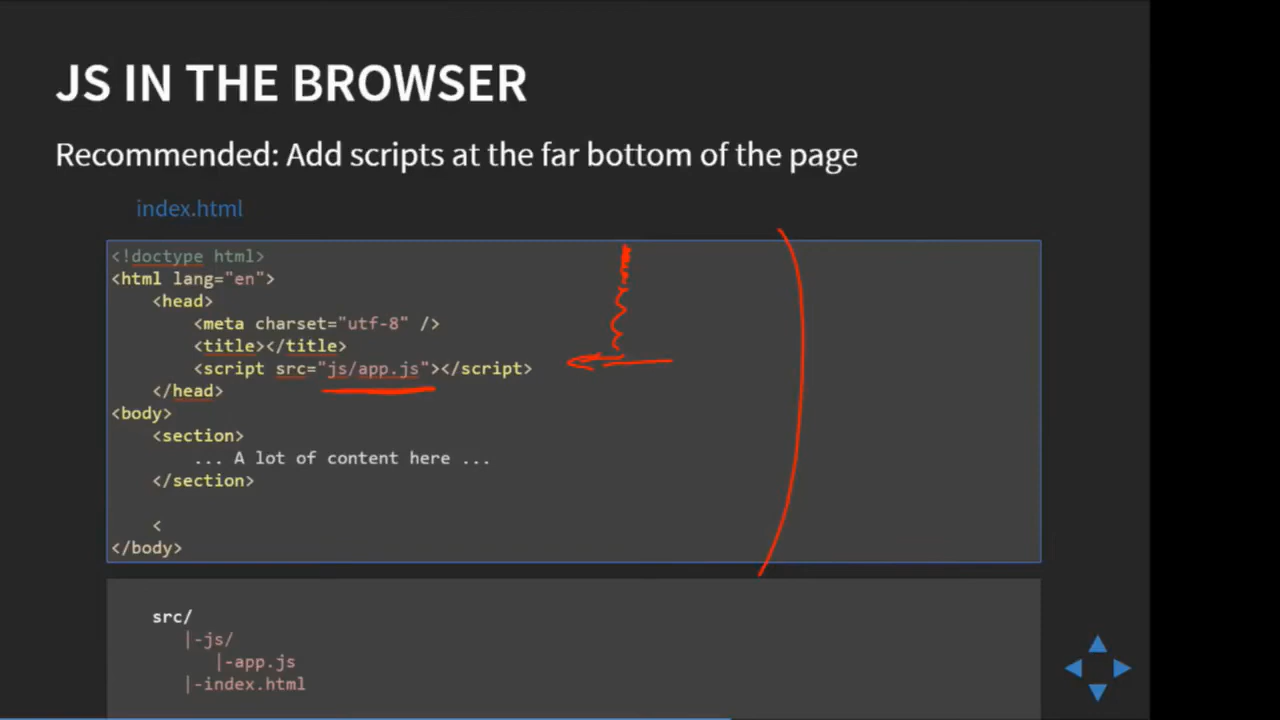 JS IN THE BROWSER
Recommended: Add scripts at the far bottom of the page
index.html
<!doctype html>
<html lang="en">
    <head>
        <meta charset="utf-8" />
        <title></title>
        <script src="js/app.js"></script>
    </head>
<body>
    <section>
        ... A lot of content here ...
    </section>
    <
</body>
src/
|-js/
|-app.js
|-index.html